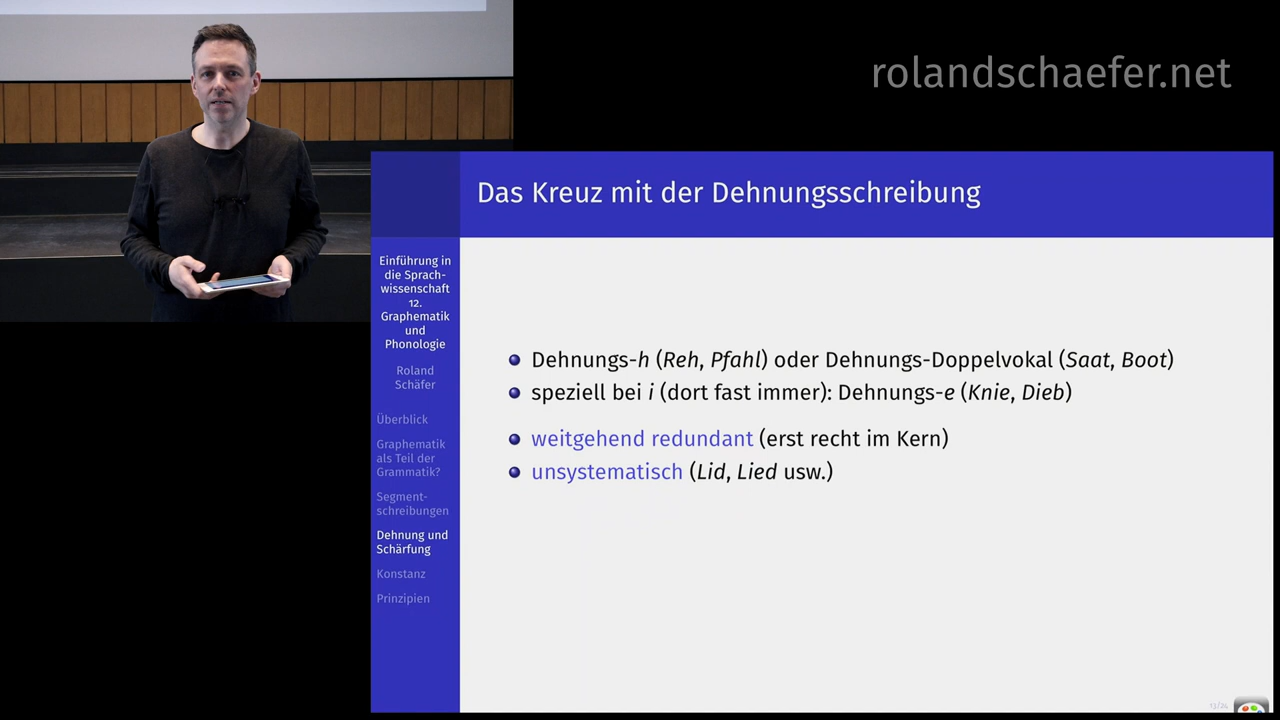 rolandschaefer.net
Das Kreuz mit der Dehnungsschreibung
Einführung in
die Sprach-
wissenschaft
12.
Graphematik
und
Phonologie
Roland
Schäfer
Überblick
Graphematik
als Teil der
Grammatik?
Segment-
schreibungen
Dehnung und
Schärfung
Konstanz
Prinzipien
Dehnungs-h (Reh, Pfahl) oder Dehnungs-Doppelvokal (Saat, Boot)
speziell bei i (dort fast immer): Dehnungs-e (Knie, Dieb)
weitgehend redundant (erst recht im Kern)
unsystematisch (Lid, Lied usw.)
13/24